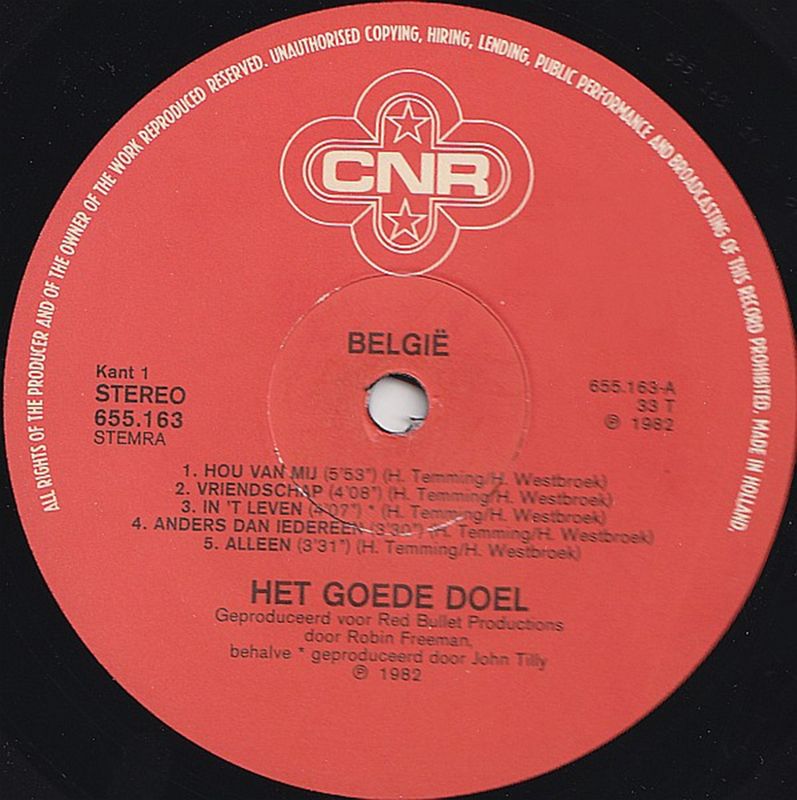 ALL RIGHTS OF THE PRODUCER AND OF THE OWNER OF THE WORK REPRODUCED RESERVED. UNAUTHORISED COPYING, HIRING, LENDING, PUBLIC PERFORMANCE AND BROADCASTING OF THIS RECORD PROHIBITED. MADE IN HOLLAND.
CNR
BELGIË
Kant 1
STEREO
655.163
STEMRA
655.163-A
33 T
℗ 1982
1. HOU VAN MIJ (5'53") (H. Temming/H. Westbroek)
2. VRIENDSCHAP (4'08") (H. Temming/H. Westbroek)
3. IN 'T LEVEN (4'07") * (H. Temming/H. Westbroek)
4. ANDERS DAN IEDEREEN (3'30") (H. Temming/H. Westbroek)
5. ALLEEN (3'31") (H. Temming/H. Westbroek)
HET GOEDE DOEL
Geproduceerd voor Red Bullet Productions
door Robin Freeman,
behalve * geproduceerd door John Tilly
℗ 1982